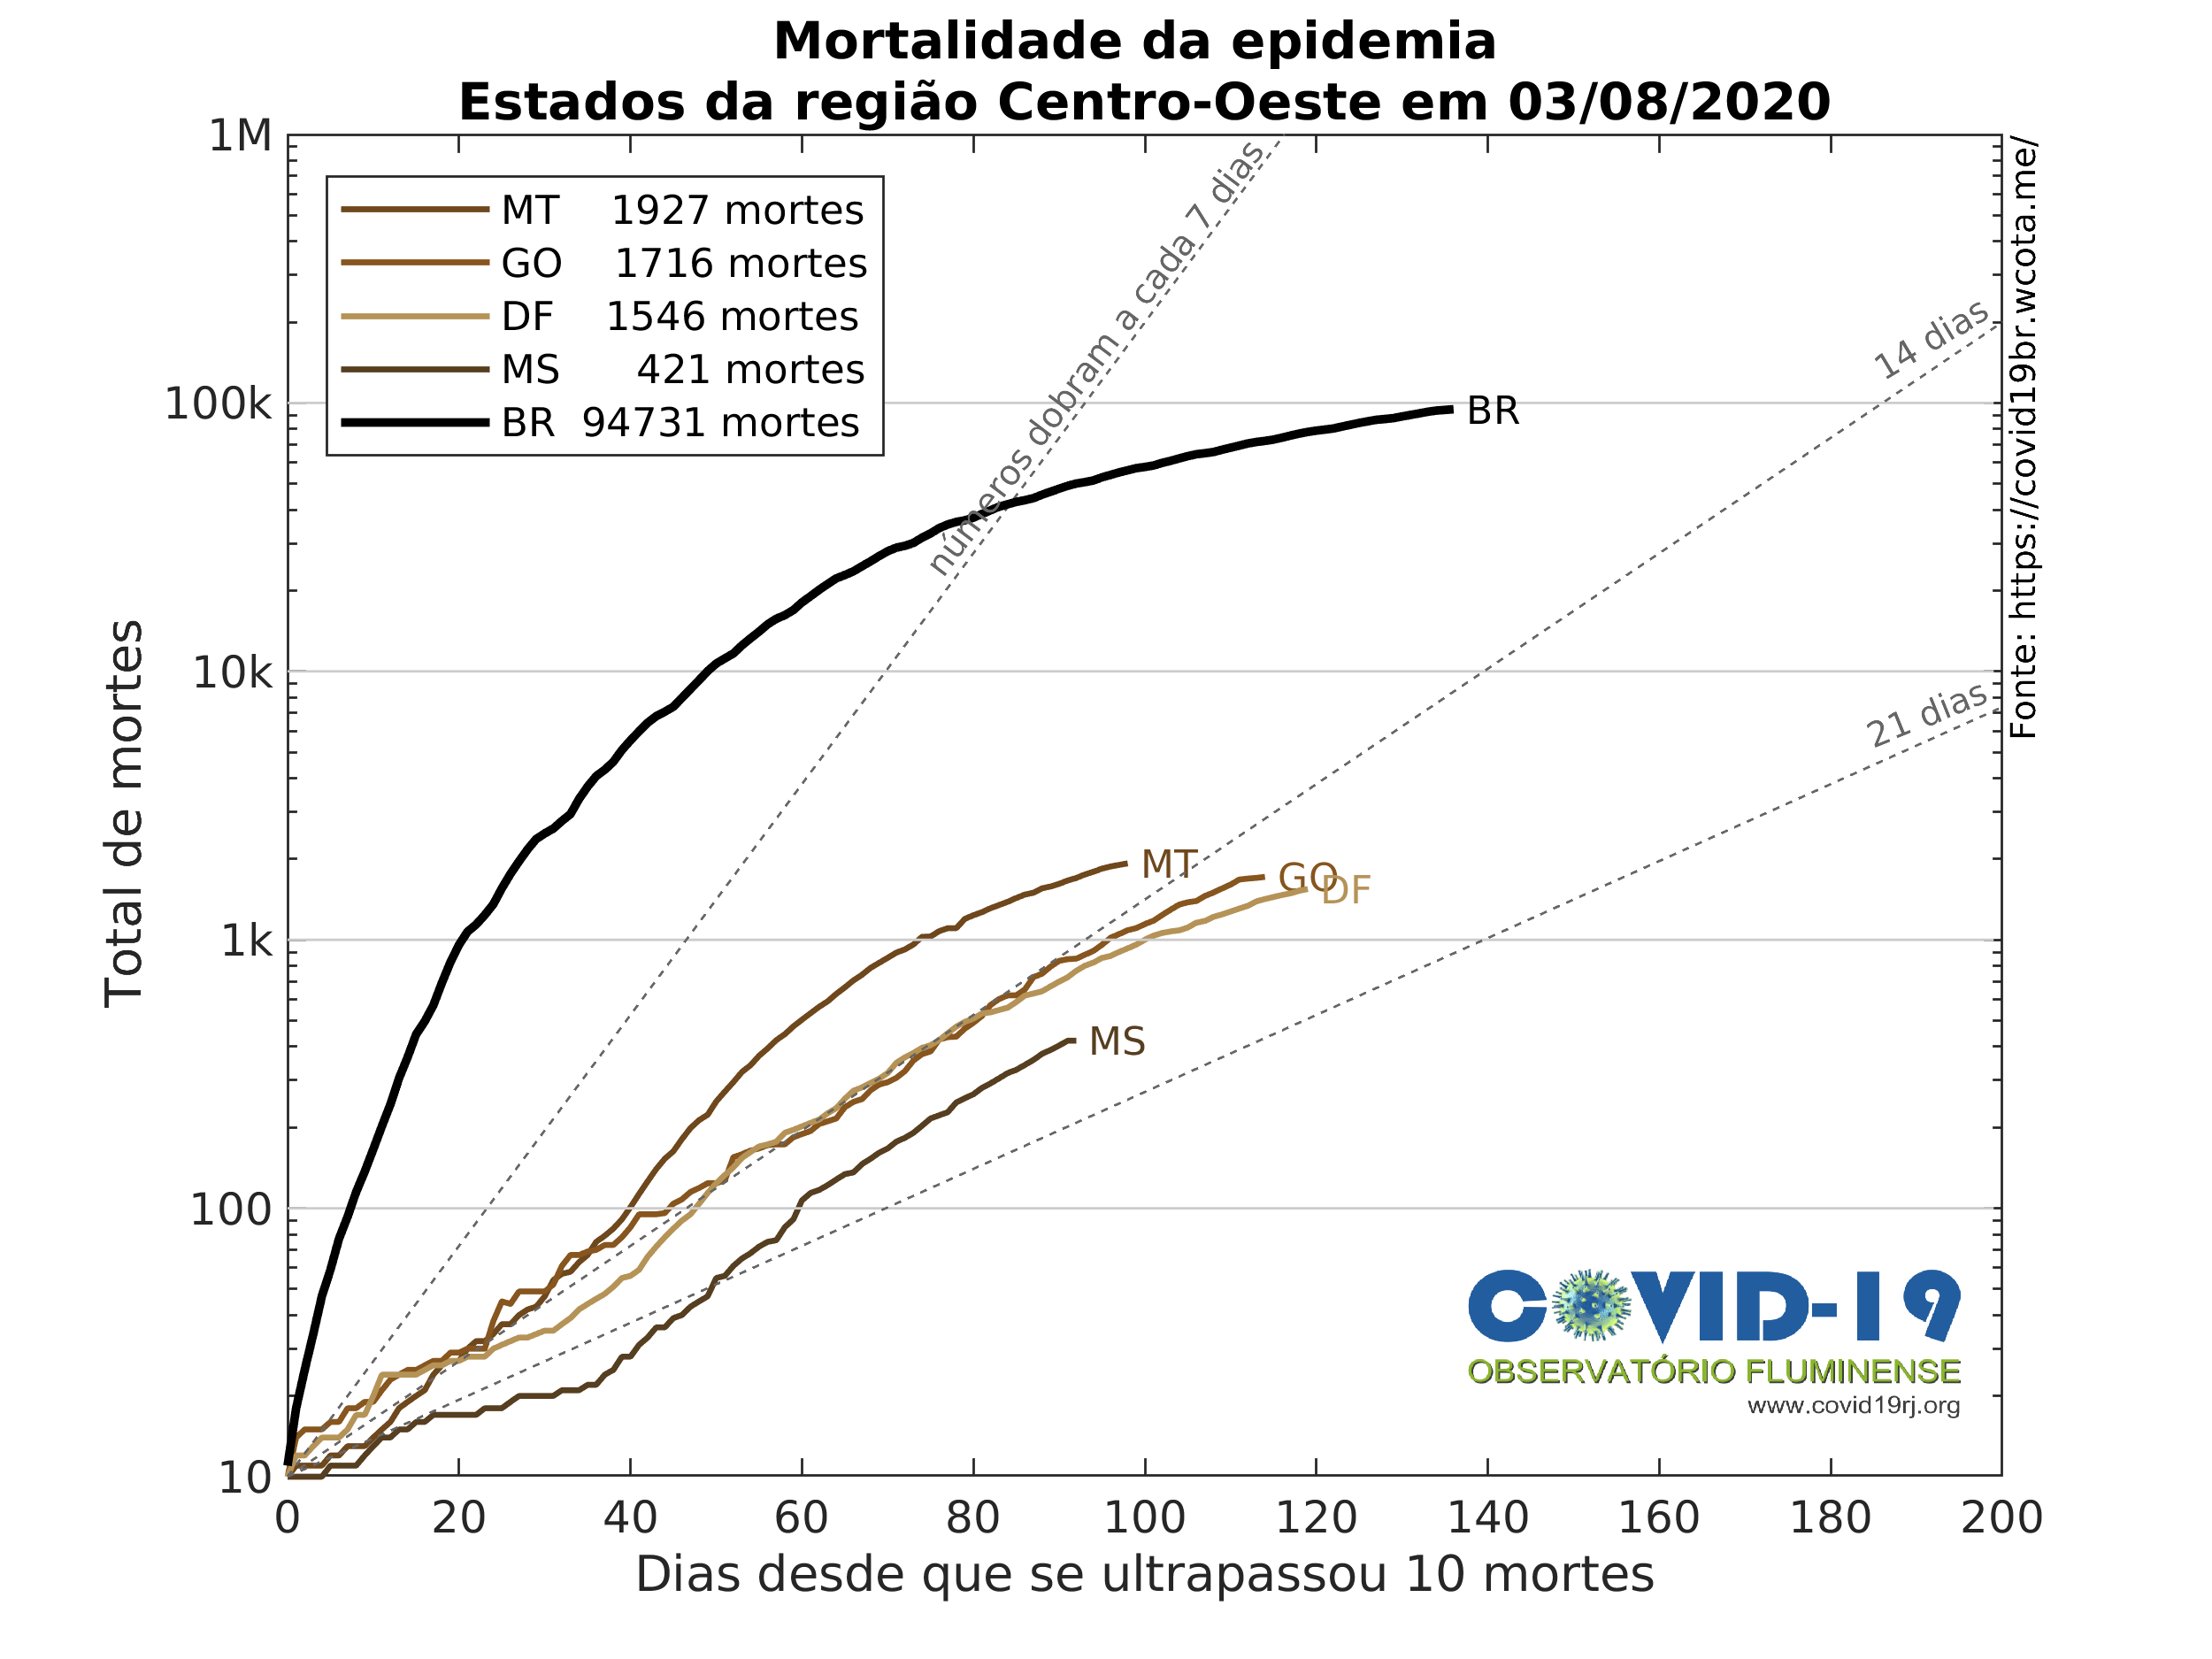 Mortalidade da epidemia
Estados da região Centro-Oeste em 03/08/2020
1M
100k
10k
1k
100
10
Total de mortes
MT 1927 mortes
GO 1716 mortes
DF 1546 mortes
MS 421 mortes
BR 94731 mortes
números dobram a cada 7 dias
14 dias
21 dias
BR
MT
GO
DF
MS
Fonte: https://covid19br.wcota.me/
COVID-19
OBSERVATÓRIO FLUMINENSE
www.covid19rj.org
0 20 40 60 80 100 120 140 160 180 200
Dias desde que se ultrapassou 10 mortes